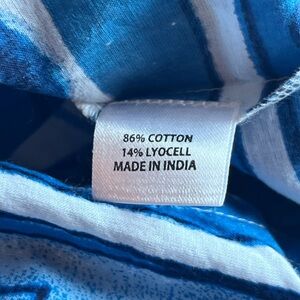 86% COTTON
14% LYOCELL
MADE IN INDIA